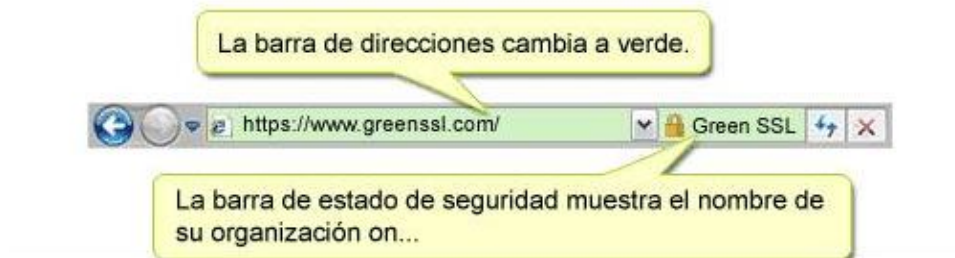 La barra de direcciones cambia a verde.
https://www.greenssl.com/
Green SSL
La barra de estado de seguridad muestra el nombre de
su organización on...